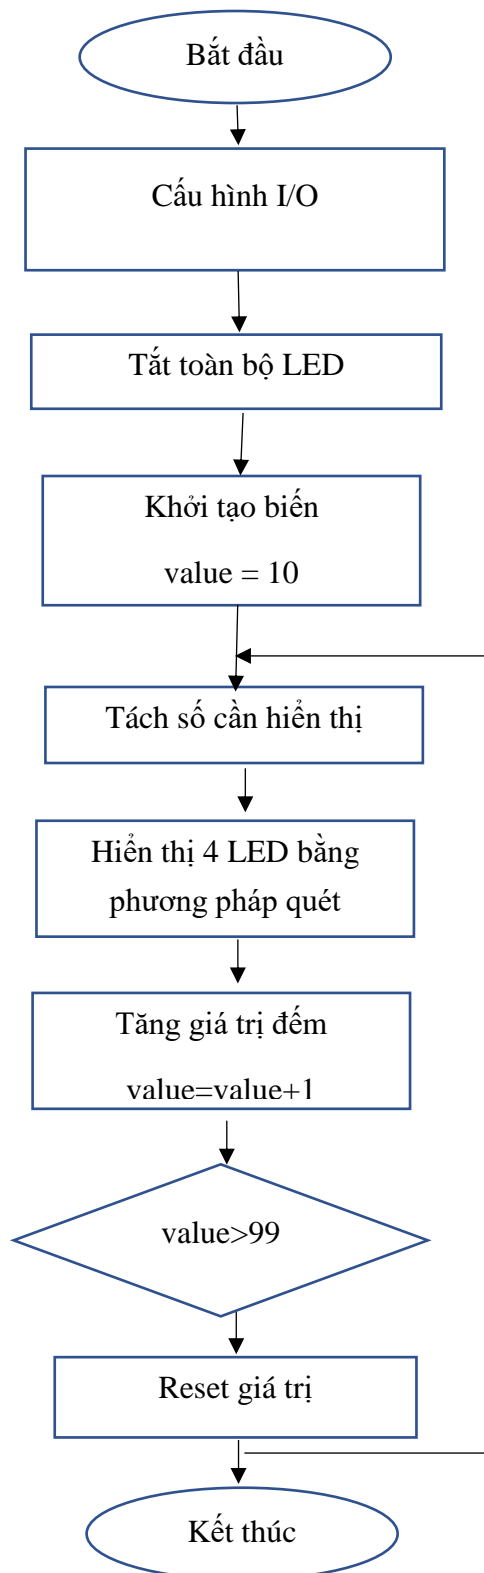 Bắt đầu
Cấu hình I/O
Tắt toàn bộ LED
Khởi tạo biến
value = 10
Tách số cần hiển thị
Hiển thị 4 LED bằng
phương pháp quét
Tăng giá trị đếm
value=value+1
value>99
Reset giá trị
Kết thúc